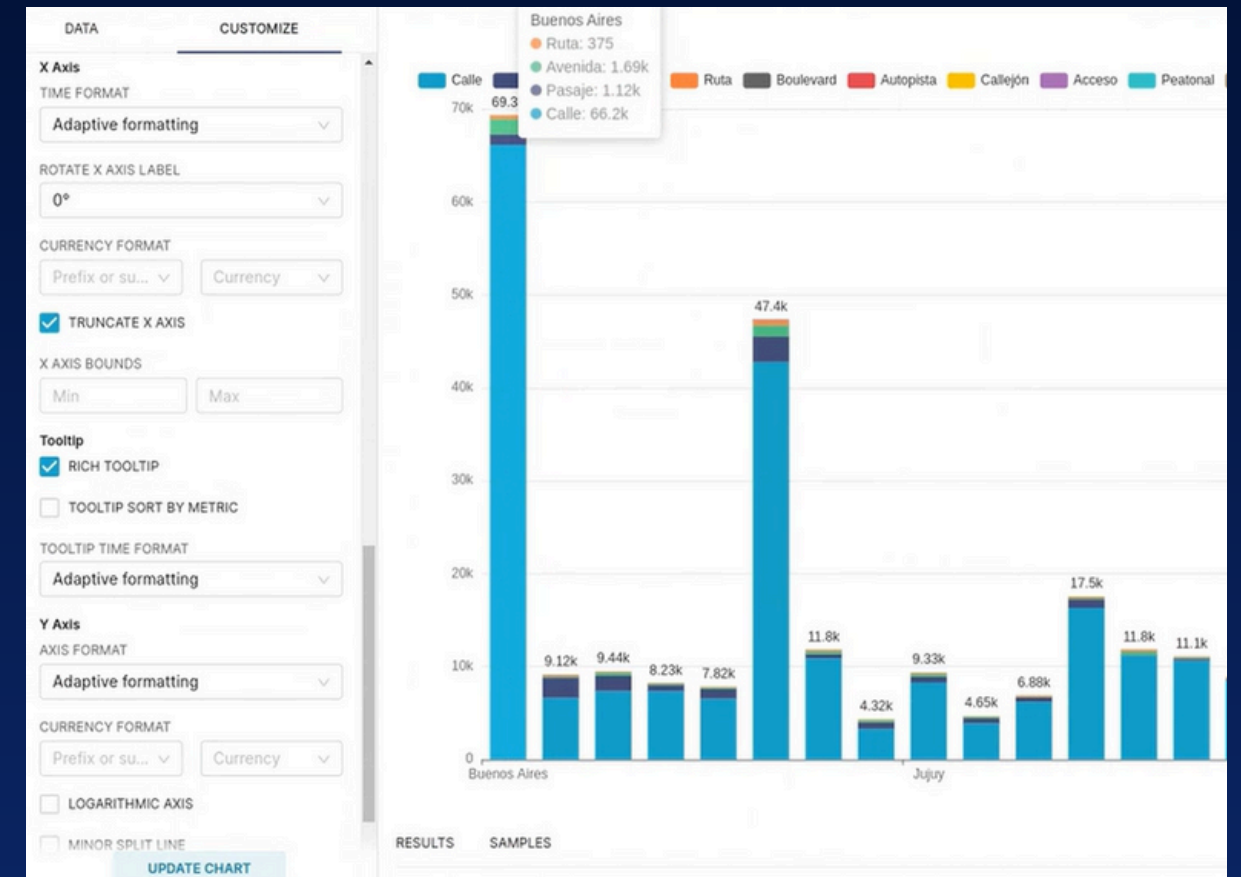 DATA
CUSTOMIZE
X Axis
TIME FORMAT
Adaptive formatting
ROTATE X AXIS LABEL
0°
CURRENCY FORMAT
Prefix or su...
Currency
TRUNCATE X AXIS
X AXIS BOUNDS
Min
Max
Tooltip
RICH TOOLTIP
TOOLTIP SORT BY METRIC
TOOLTIP TIME FORMAT
Adaptive formatting
Y Axis
AXIS FORMAT
Adaptive formatting
CURRENCY FORMAT
Prefix or su...
Currency
LOGARITHMIC AXIS
MINOR SPLIT LINE
UPDATE CHART
Buenos Aires
Ruta: 375
Avenida: 1.69k
Pasaje: 1.12k
Calle: 66.2k
Calle
Ruta
Boulevard
Autopista
Callejón
Acceso
Peatonal
70k
60k
50k
40k
30k
20k
10k
0
69.3
9.12k
9.44k
8.23k
7.82k
47.4k
11.8k
4.32k
9.33k
4.65k
6.88k
17.5k
11.8k
11.1k
Buenos Aires
Jujuy
RESULTS
SAMPLES